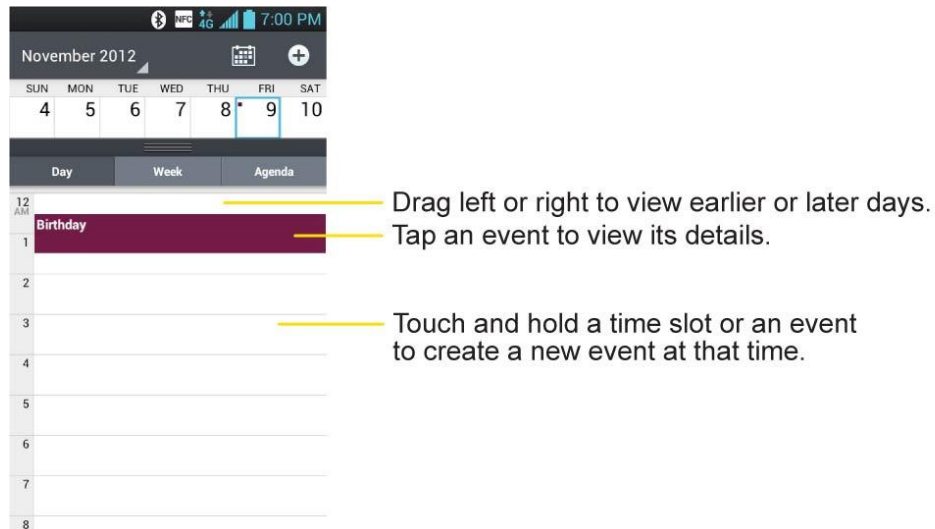 NFC 4G 7:00 PM
November 2012
SUN MON TUE WED THU FRI SAT
4 5 6 7 8 9 10
Day Week Agenda
12
AM
Drag left or right to view earlier or later days.
Birthday
Tap an event to view its details.
1
2
3
Touch and hold a time slot or an event
to create a new event at that time.
4
5
6
7
8